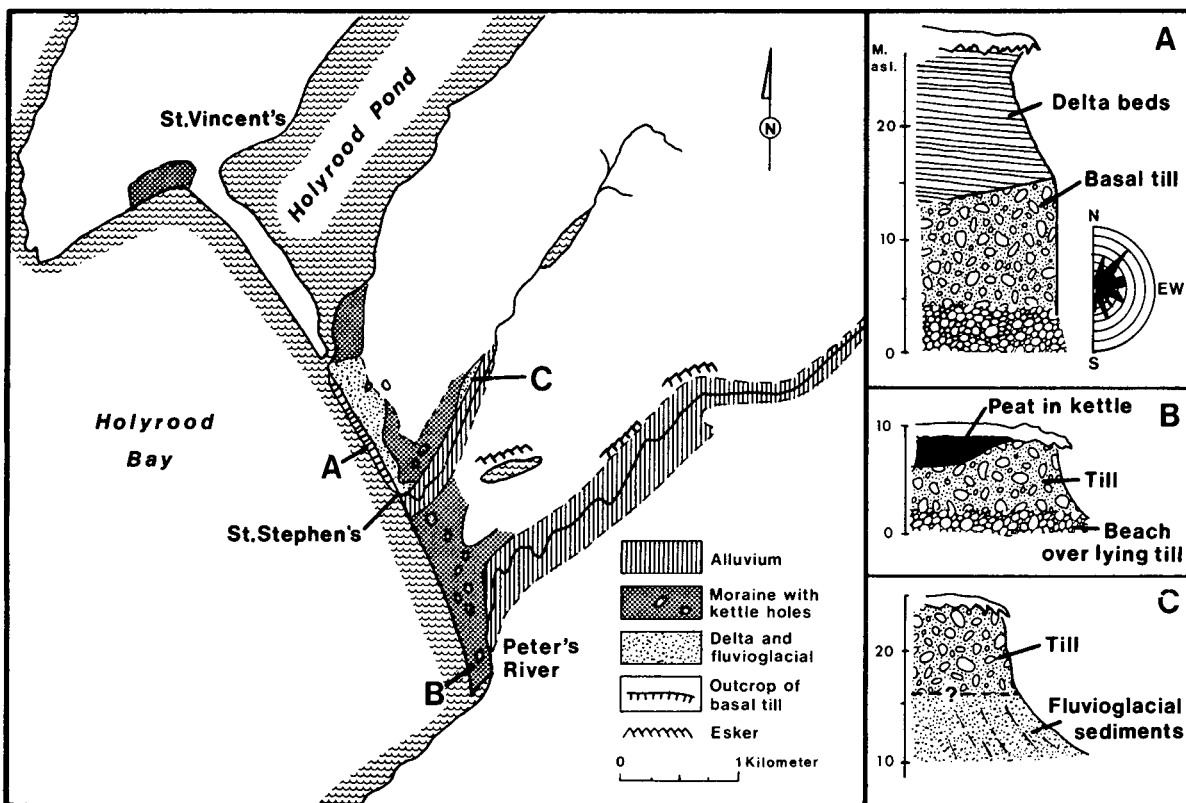 St.Vincent's
Holyrood Pond
N
C
Holyrood
Bay
A
St.Stephen's
Peter's
River
B
Alluvium
Moraine with
kettle holes
Delta and
fluvioglacial
Outcrop of
basal till
Esker
0 1 Kilometer
A
M.
asl.
Delta beds
20
Basal till
N
10
EW
0
S
B
Peat in kettle
10
Till
0
Beach
over lying till
C
20
Till
?
Fluvioglacial
sediments
10